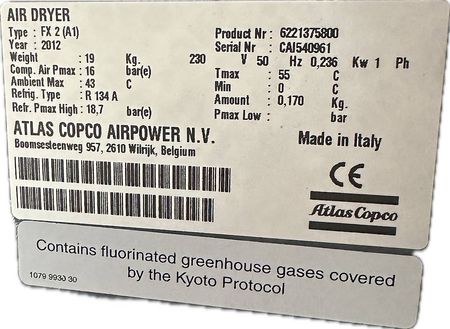 AIR DRYER
Type : FX 2 (A1) Product Nr : 6221375800
Year : 2012 Serial Nr : CAI540961
Weight : 19 Kg. 230 V 50 Hz 0,236 Kw 1 Ph
Comp. Air Pmax : 16 bar(e) Tmax : 55 C
Ambient Max : 43 C Min : 0 C
Refrig. Type : R 134 A Amount : 0,170 Kg.
Refr. Pmax High : 18,7 bar(e) Pmax Low : bar
ATLAS COPCO AIRPOWER N.V.
Boomsesteenweg 957, 2610 Wilrijk, Belgium
Made in Italy
CE
Atlas Copco
Contains fluorinated greenhouse gases covered
by the Kyoto Protocol
1079 9930 30